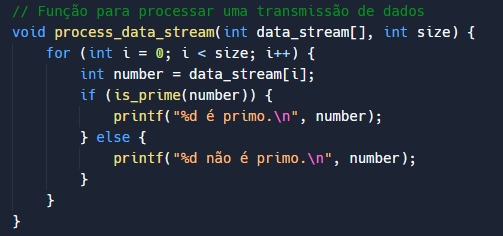 // Função para processar uma transmissão de dados
void process_data_stream(int data_stream[], int size) {
    for (int i = 0; i < size; i++) {
        int number = data_stream[i];
        if (is_prime(number)) {
            printf("%d é primo.\n", number);
        } else {
            printf("%d não é primo.\n", number);
        }
    }
}